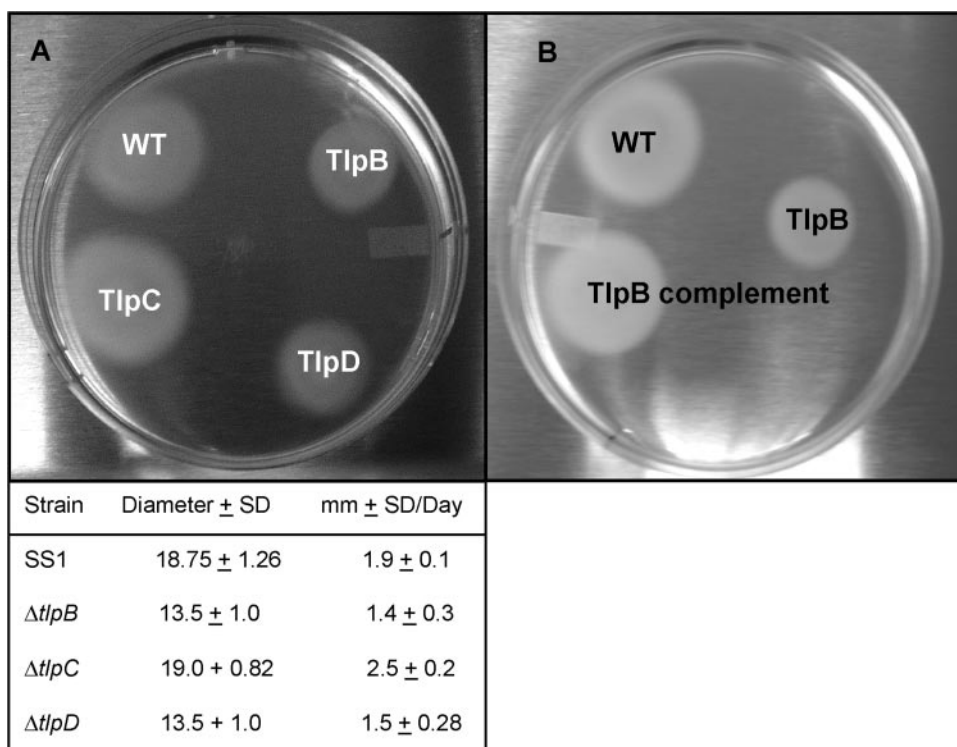 A
WT
TlpB
TlpC
TlpD
B
WT
TlpB
TlpB complement
Strain Diameter ± SD mm ± SD/Day
SS1 18.75 ± 1.26 1.9 ± 0.1
ΔtlpB 13.5 ± 1.0 1.4 ± 0.3
ΔtlpC 19.0 + 0.82 2.5 ± 0.2
ΔtlpD 13.5 + 1.0 1.5 ± 0.28